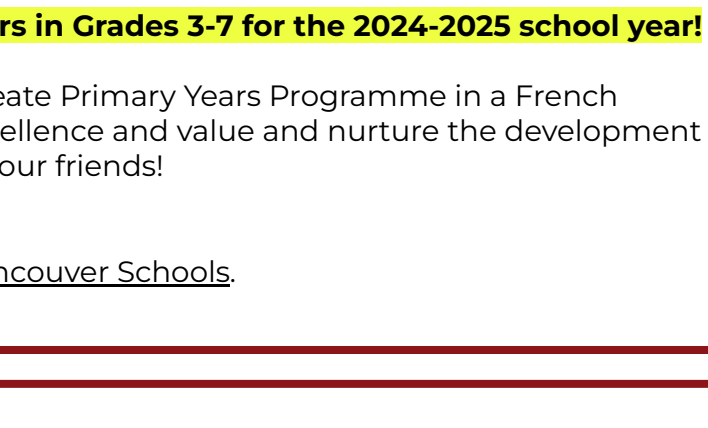 rs in Grades 3-7 for the 2024-2025 school year!
eate Primary Years Programme in a French
ellence and value and nurture the development
our friends!
ncouver Schools.